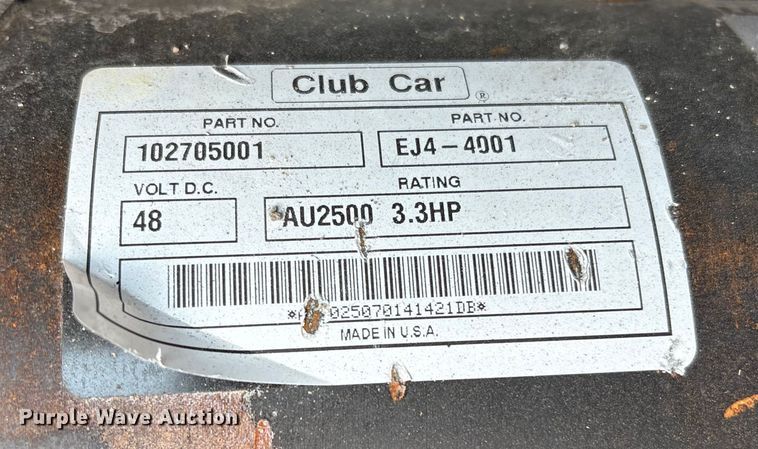 Club Car ®
PART NO. PART NO.
102705001 EJ4-4001
VOLT D.C. RATING
48 AU2500 3.3HP
025070141421DB*
MADE IN U.S.A.
Purple Wave Auction